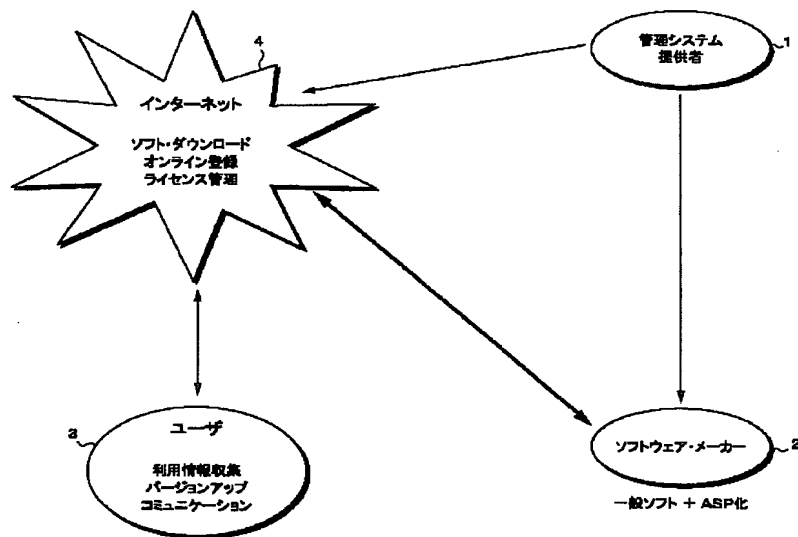 4
インターネット
ソフト・ダウンロード
オンライン登録
ライセンス管理
管理システム
提供者
1
3
ユーザ
利用情報収集
バージョンアップ
コミュニケーション
ソフトウェア・メーカー
2
一般ソフト + ASP化